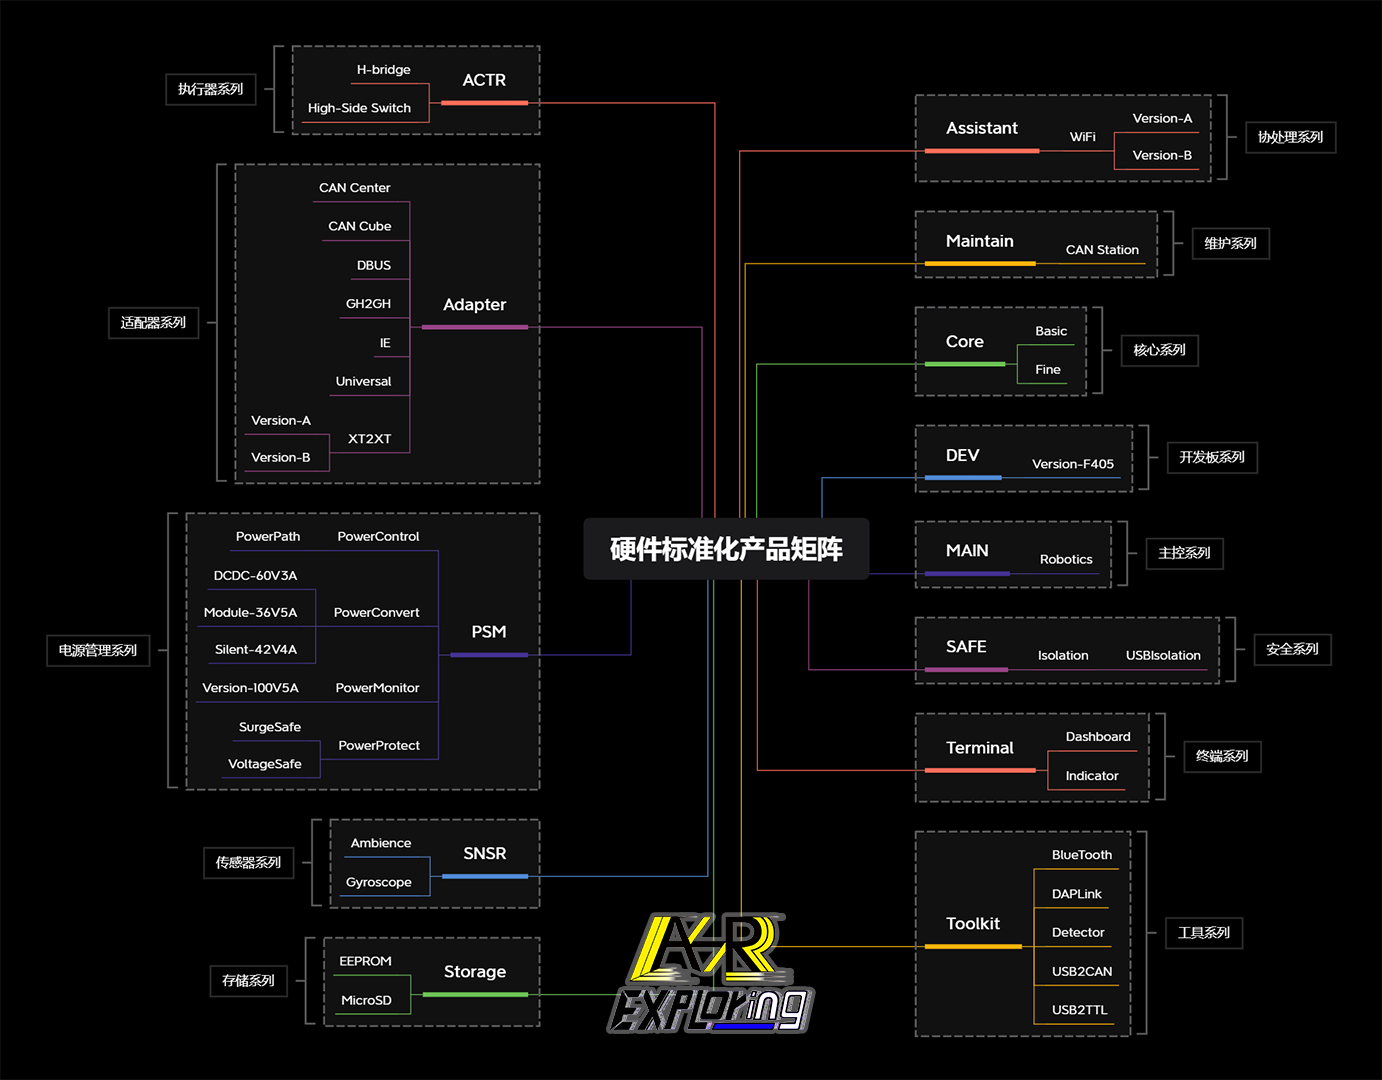 硬件标准化产品矩阵
执行器系列
ACTR
H-bridge
High-Side Switch
适配器系列
Adapter
CAN Center
CAN Cube
DBUS
GH2GH
IE
Universal
XT2XT
Version-A
Version-B
电源管理系列
PSM
PowerControl
PowerPath
PowerConvert
DCDC-60V3A
Module-36V5A
Silent-42V4A
PowerMonitor
Version-100V5A
PowerProtect
SurgeSafe
VoltageSafe
传感器系列
SNSR
Ambience
Gyroscope
存储系列
Storage
EEPROM
MicroSD
Assistant
WiFi
Version-A
Version-B
协处理系列
Maintain
CAN Station
维护系列
Core
Basic
Fine
核心系列
DEV
Version-F405
开发板系列
MAIN
Robotics
主控系列
SAFE
Isolation
USBIsolation
安全系列
Terminal
Dashboard
Indicator
终端系列
Toolkit
BlueTooth
DAPLink
Detector
USB2CAN
USB2TTL
工具系列
EXPLORING